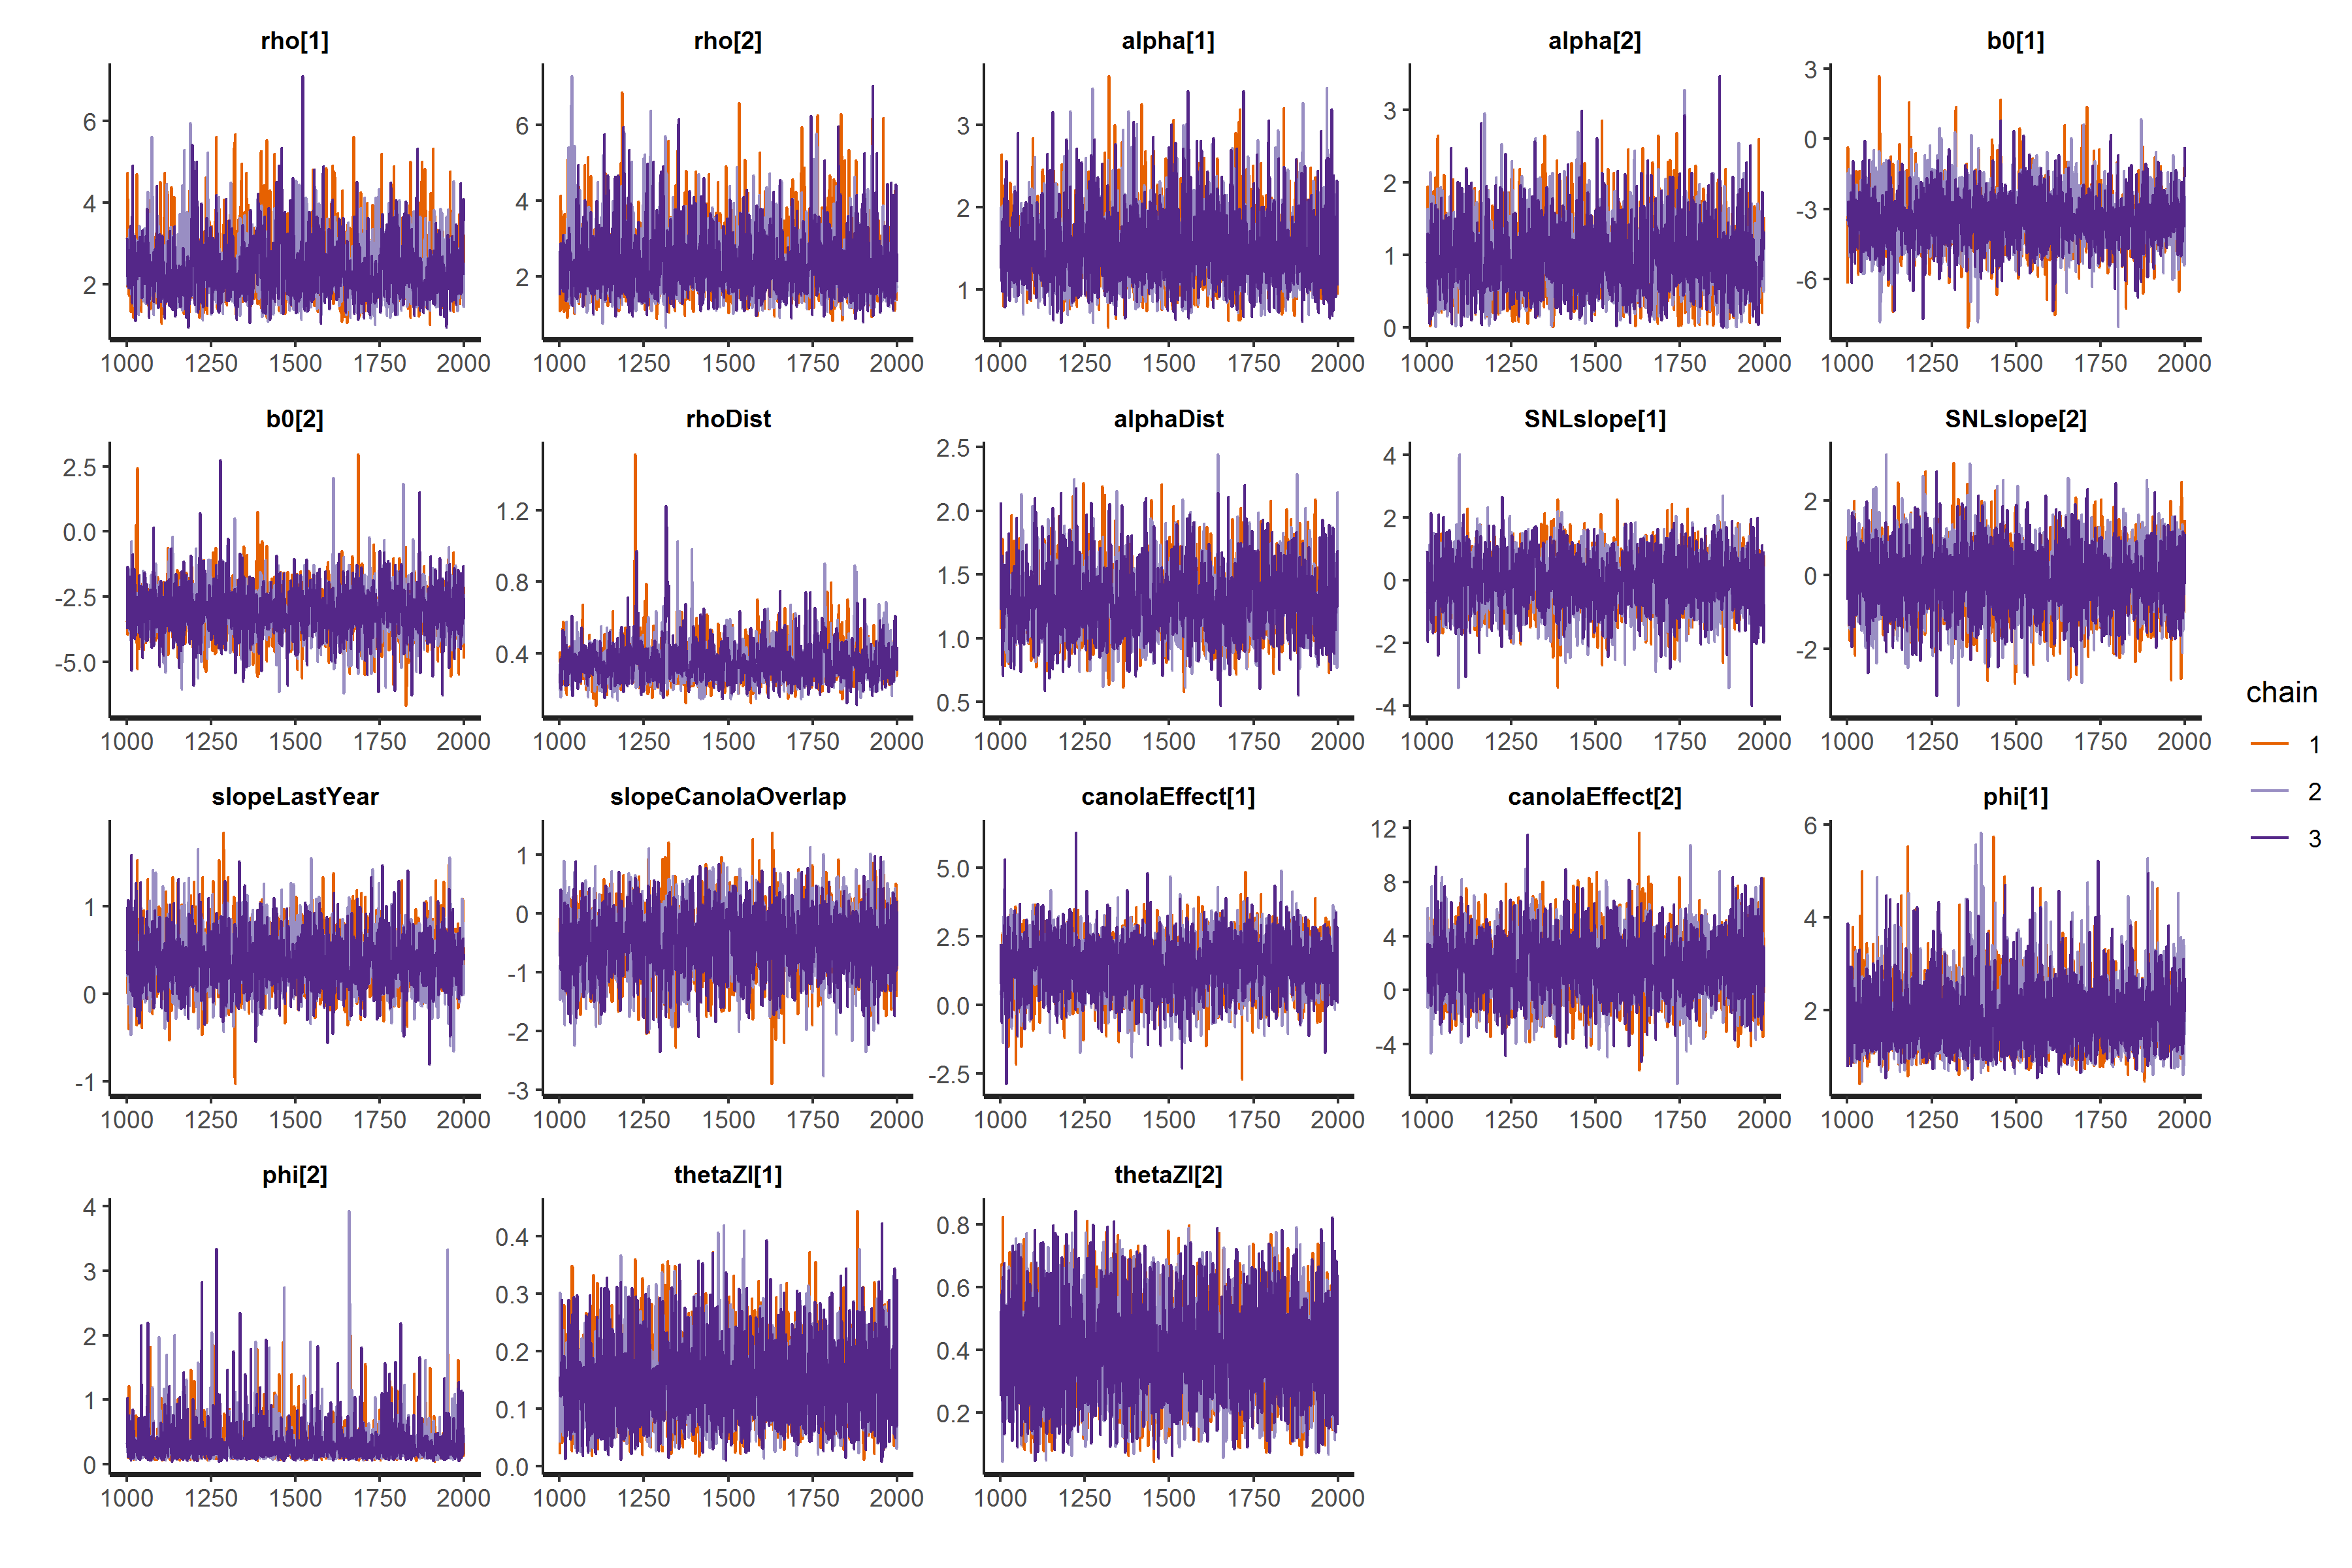 rho[1] rho[2] alpha[1] alpha[2] b0[1]
6 4 2
6 4 2
3 2 1
3 2 1 0
3 0 -3 -6
1000 1250 1500 1750 2000 1000 1250 1500 1750 2000 1000 1250 1500 1750 2000 1000 1250 1500 1750 2000 1000 1250 1500 1750 2000
b0[2] rhoDist alphaDist SNLslope[1] SNLslope[2]
2.5 0.0 -2.5 -5.0
1.2 0.8 0.4
2.5 2.0 1.5 1.0 0.5
4 2 0 -2 -4
2 0 -2
1000 1250 1500 1750 2000 1000 1250 1500 1750 2000 1000 1250 1500 1750 2000 1000 1250 1500 1750 2000 1000 1250 1500 1750 2000
slopeLastYear slopeCanolaOverlap canolaEffect[1] canolaEffect[2] phi[1]
1 0 -1
1 0 -1 -2 -3
5.0 2.5 0.0 -2.5
12 8 4 0 -4
6 4 2
1000 1250 1500 1750 2000 1000 1250 1500 1750 2000 1000 1250 1500 1750 2000 1000 1250 1500 1750 2000 1000 1250 1500 1750 2000
phi[2] thetaZI[1] thetaZI[2]
4 3 2 1 0
0.4 0.3 0.2 0.1 0.0
0.8 0.6 0.4 0.2
1000 1250 1500 1750 2000 1000 1250 1500 1750 2000 1000 1250 1500 1750 2000
chain
1
2
3